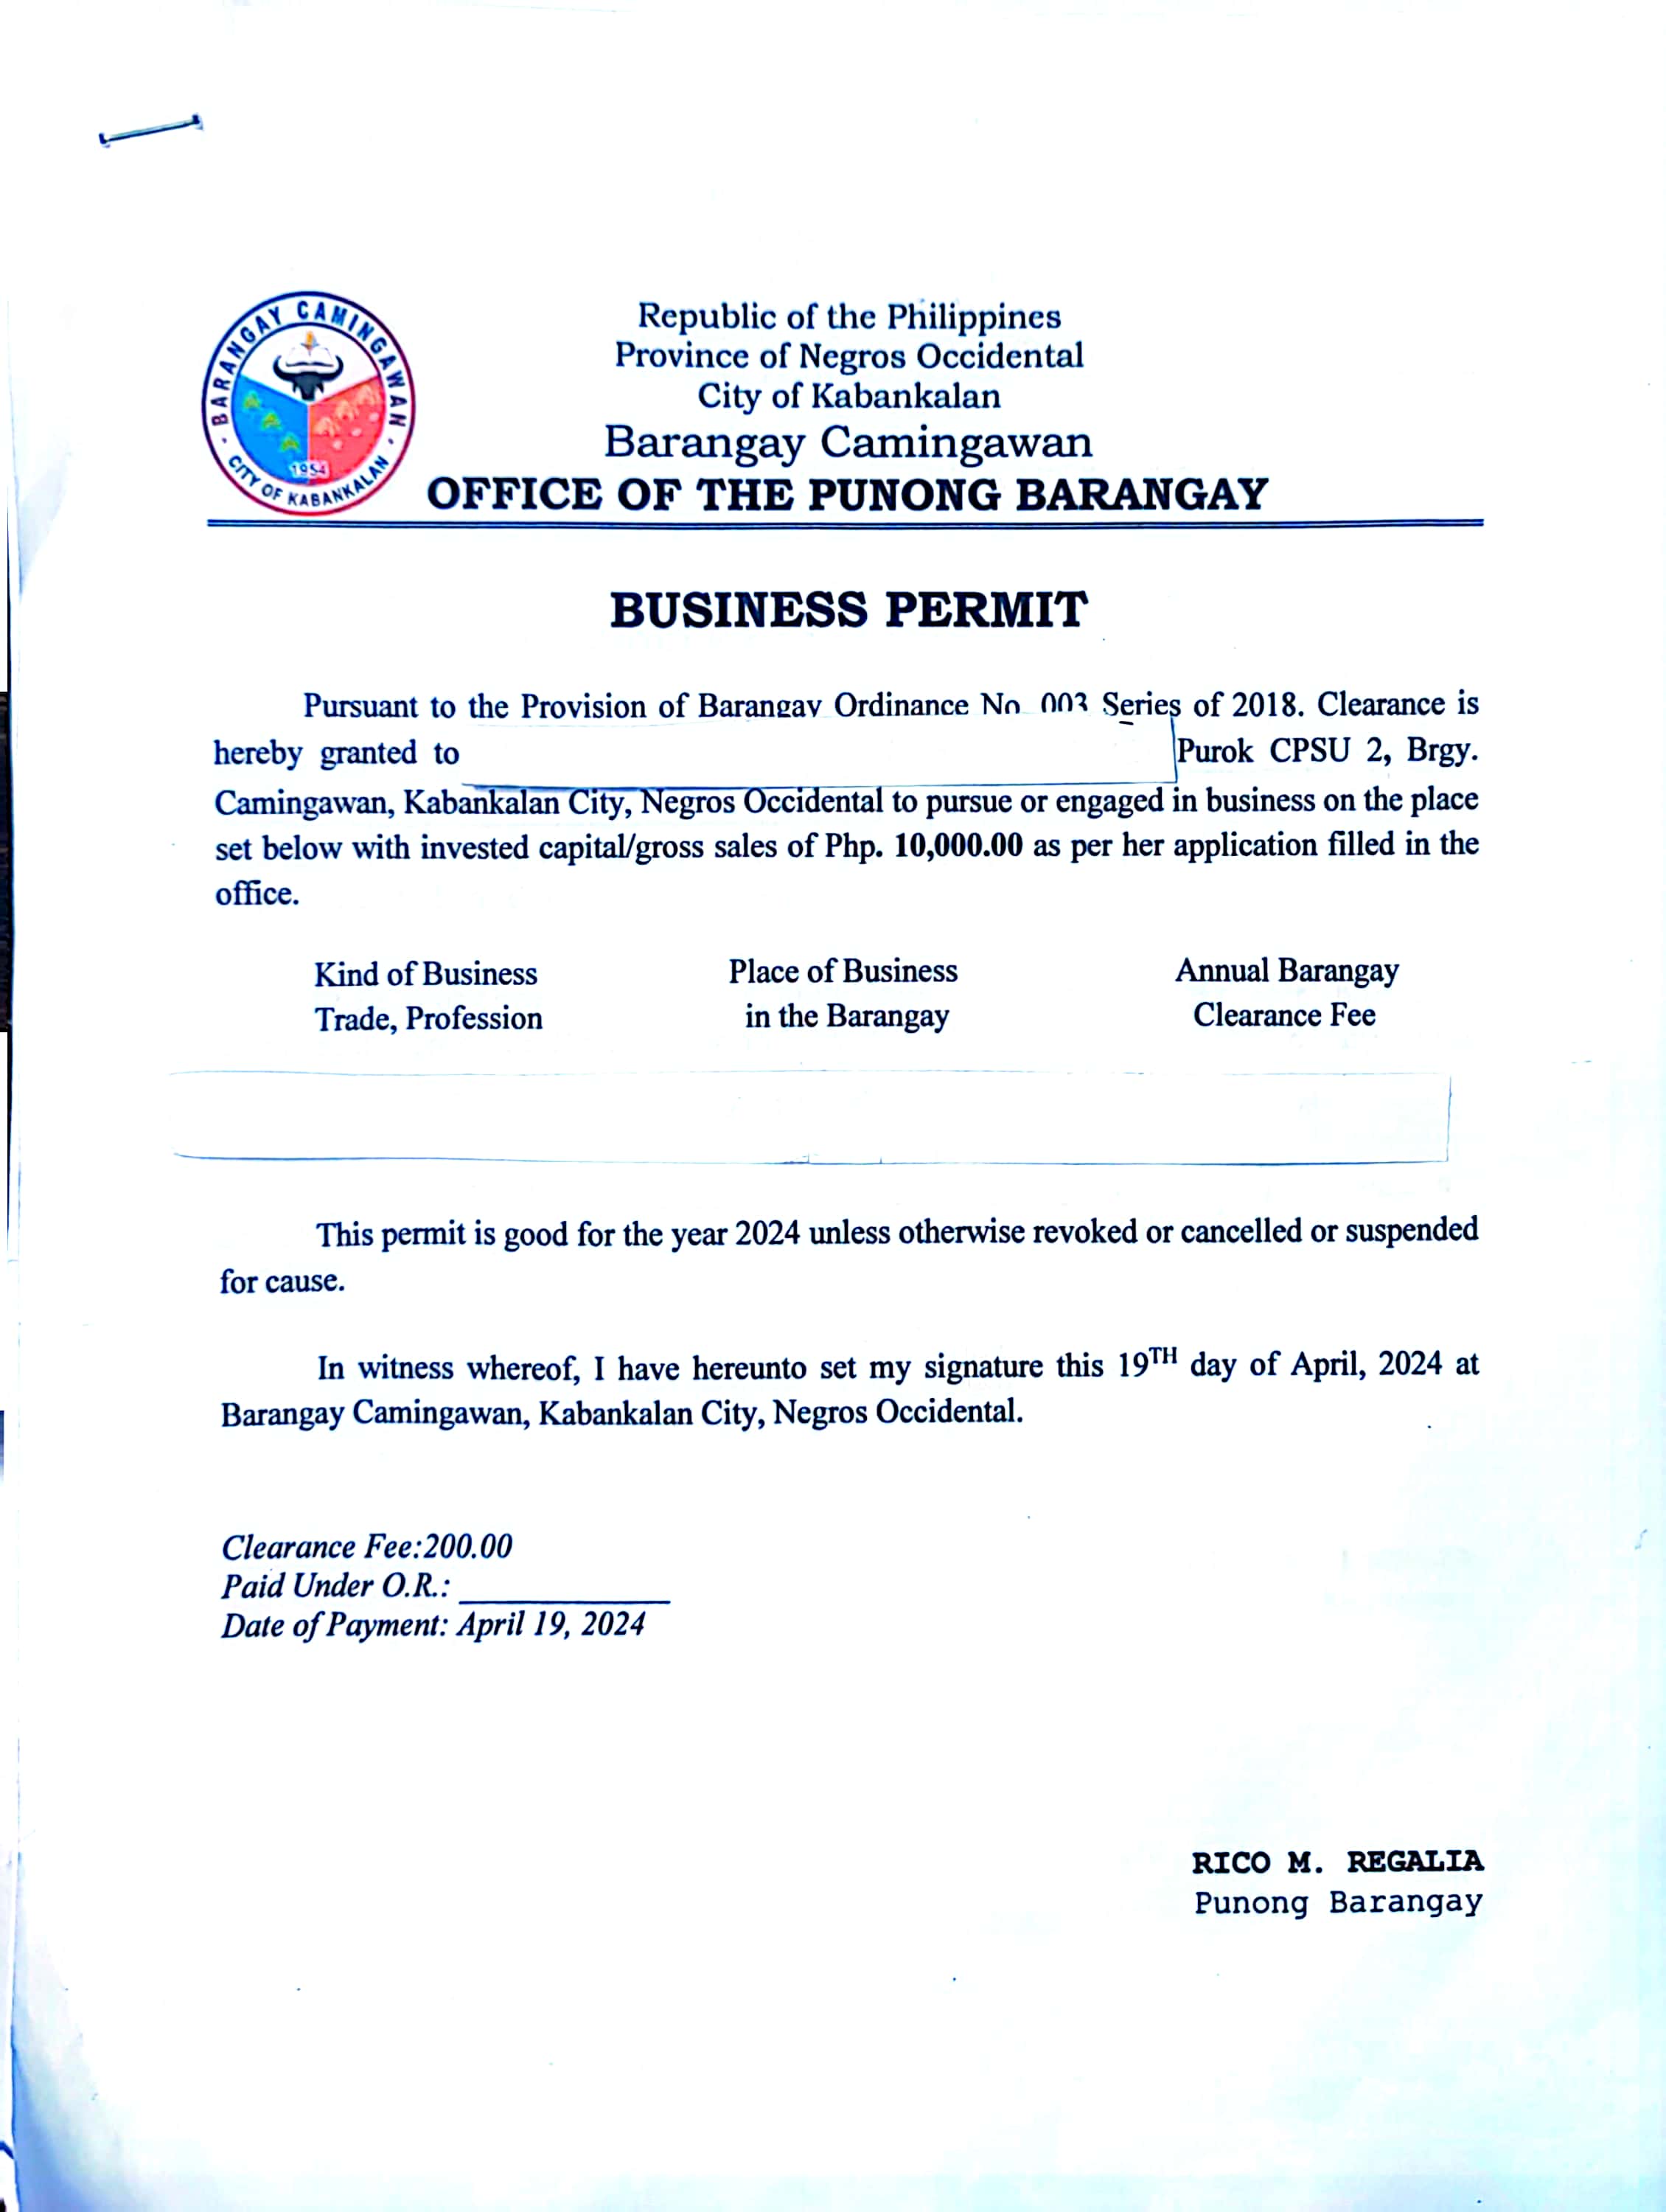 BARANGAY CAMINGAWAN
1954
CITY OF KABANKALAN
Republic of the Philippines
Province of Negros Occidental
City of Kabankalan
Barangay Camingawan
OFFICE OF THE PUNONG BARANGAY
BUSINESS PERMIT
Pursuant to the Provision of Barangay Ordinance No 003 Series of 2018. Clearance is
hereby granted to Purok CPSU 2, Brgy.
Camingawan, Kabankalan City, Negros Occidental to pursue or engaged in business on the place
set below with invested capital/gross sales of Php. 10,000.00 as per her application filled in the
office.
Kind of Business Place of Business Annual Barangay
Trade, Profession in the Barangay Clearance Fee
This permit is good for the year 2024 unless otherwise revoked or cancelled or suspended
for cause.
In witness whereof, I have hereunto set my signature this 19TH day of April, 2024 at
Barangay Camingawan, Kabankalan City, Negros Occidental.
Clearance Fee:200.00
Paid Under O.R.:
Date of Payment: April 19, 2024
RICO M. REGALIA
Punong Barangay